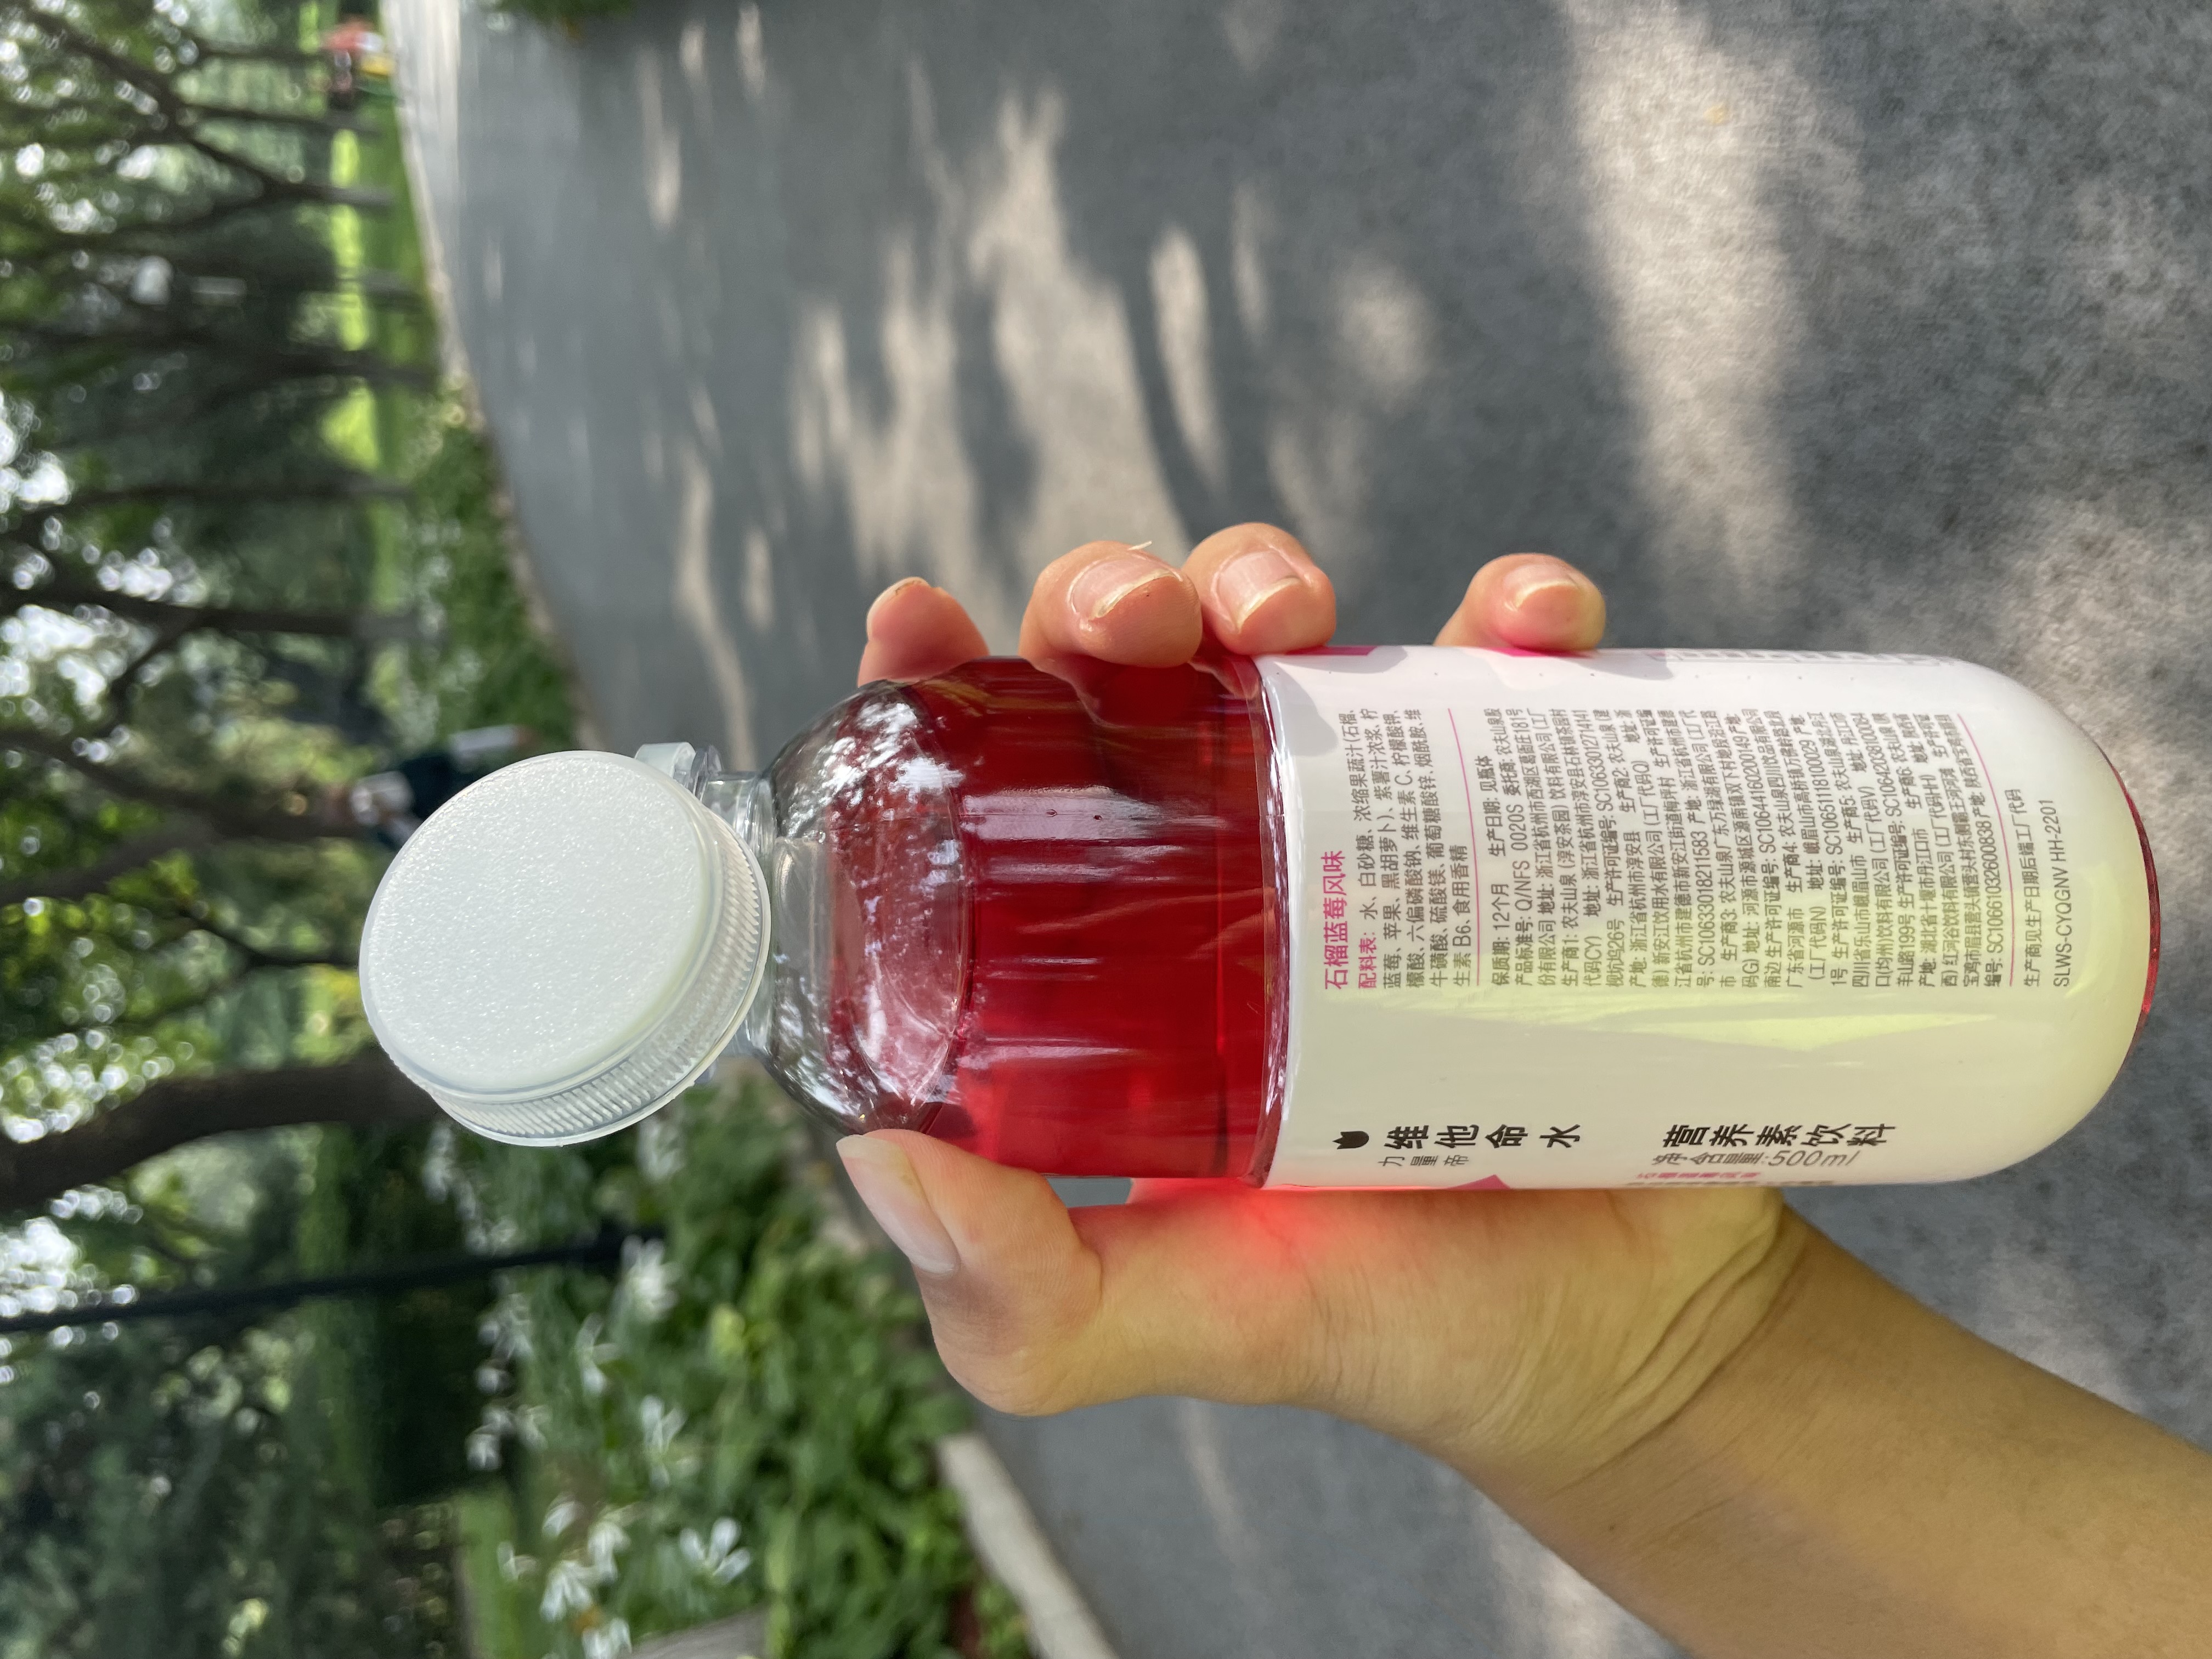 力量帝
维他命水
营养素饮料
净含量:500ml
石榴蓝莓风味
配料表: 水、白砂糖、浓缩果蔬汁(石榴、
蓝莓、苹果、黑胡萝卜)、紫薯汁浓浆、柠
檬酸、六偏磷酸钠、维生素 C、柠檬酸钾、
牛磺酸、硫酸镁、葡萄糖酸锌、烟酰胺、维
生素 B6、食用香精
保质期: 12个月 生产日期: 见瓶体
产品标准号: Q/NFS 0020S 委托商: 农夫山泉股
份有限公司 地址: 浙江省杭州市西湖区葛衙庄181号
生产商1: 农夫山泉 (淳安茶园) 饮料有限公司 (工厂
代码CY) 地址: 浙江省杭州市淳安县石林镇茶园村
枧坑坞26号 生产许可证编号: SC10633012714141
产地: 浙江省杭州市淳安县 生产商2: 农夫山泉 (建
德) 新安江饮用水有限公司 (工厂代码Q) 地址: 浙
江省杭州市建德市新安江街道梅坪村 生产许可证编
号: SC10633018211583 产地: 浙江省杭州市建德
市 生产商3: 农夫山泉广东万绿湖有限公司 (工厂代
码G) 地址: 河源市源城区源南镇双下村地段沿江路
南边 生产许可证编号: SC10644160200149 产地:
广东省河源市 生产商4: 农夫山泉四川饮品有限公司
(工厂代码N) 地址: 峨眉山市高桥镇万佛岭路北段
1号 生产许可证编号: SC10651118100029 产地:
四川省乐山市峨眉山市 生产商5: 农夫山泉湖北丹江
口(均州)饮料有限公司 (工厂代码V) 地址: 丹江口市
羊山路199号 生产许可证编号: SC10642038100084
产地: 湖北省十堰市丹江口市 生产商6: 农夫山泉 (陕
西) 红河谷饮料有限公司 (工厂代码HH) 地址: 陕西省
宝鸡市眉县营头镇营头村东侧霸王河河滩 生产许可证
编号: SC10661032600838 产地: 陕西省宝鸡市眉县
生产商见生产日期后端工厂代码
SLWS-CYQGNV HH-2201